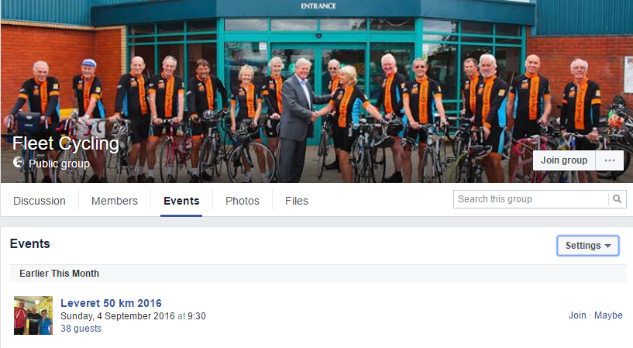 ENTRANCE
Fleet Cycling
Public group
Join group ...
Discussion Members Events Photos Files Search this group
Events Settings
Earlier This Month
Leveret 50 km 2016
Sunday, 4 September 2016 at 9:30
Join · Maybe
38 guests